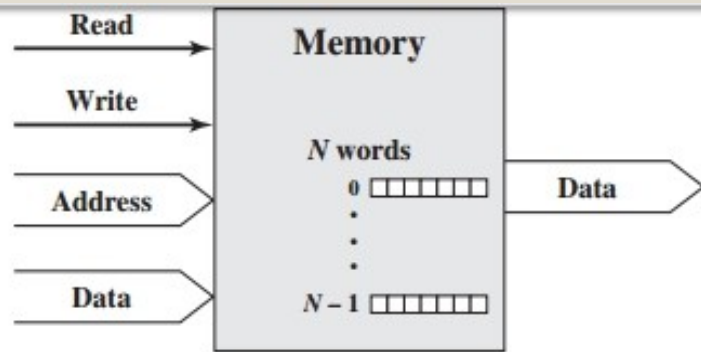 Read
Memory
Write
N words
0
Address
Data
Data
N – 1